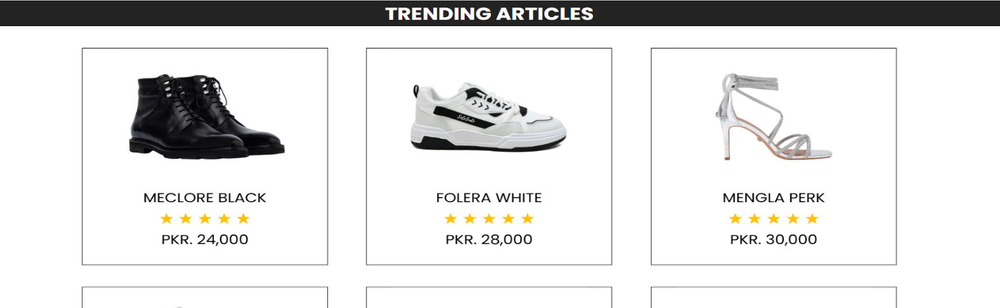 TRENDING ARTICLES
MECLORE BLACK
PKR. 24,000
FOLERA WHITE
PKR. 28,000
MENGLA PERK
PKR. 30,000